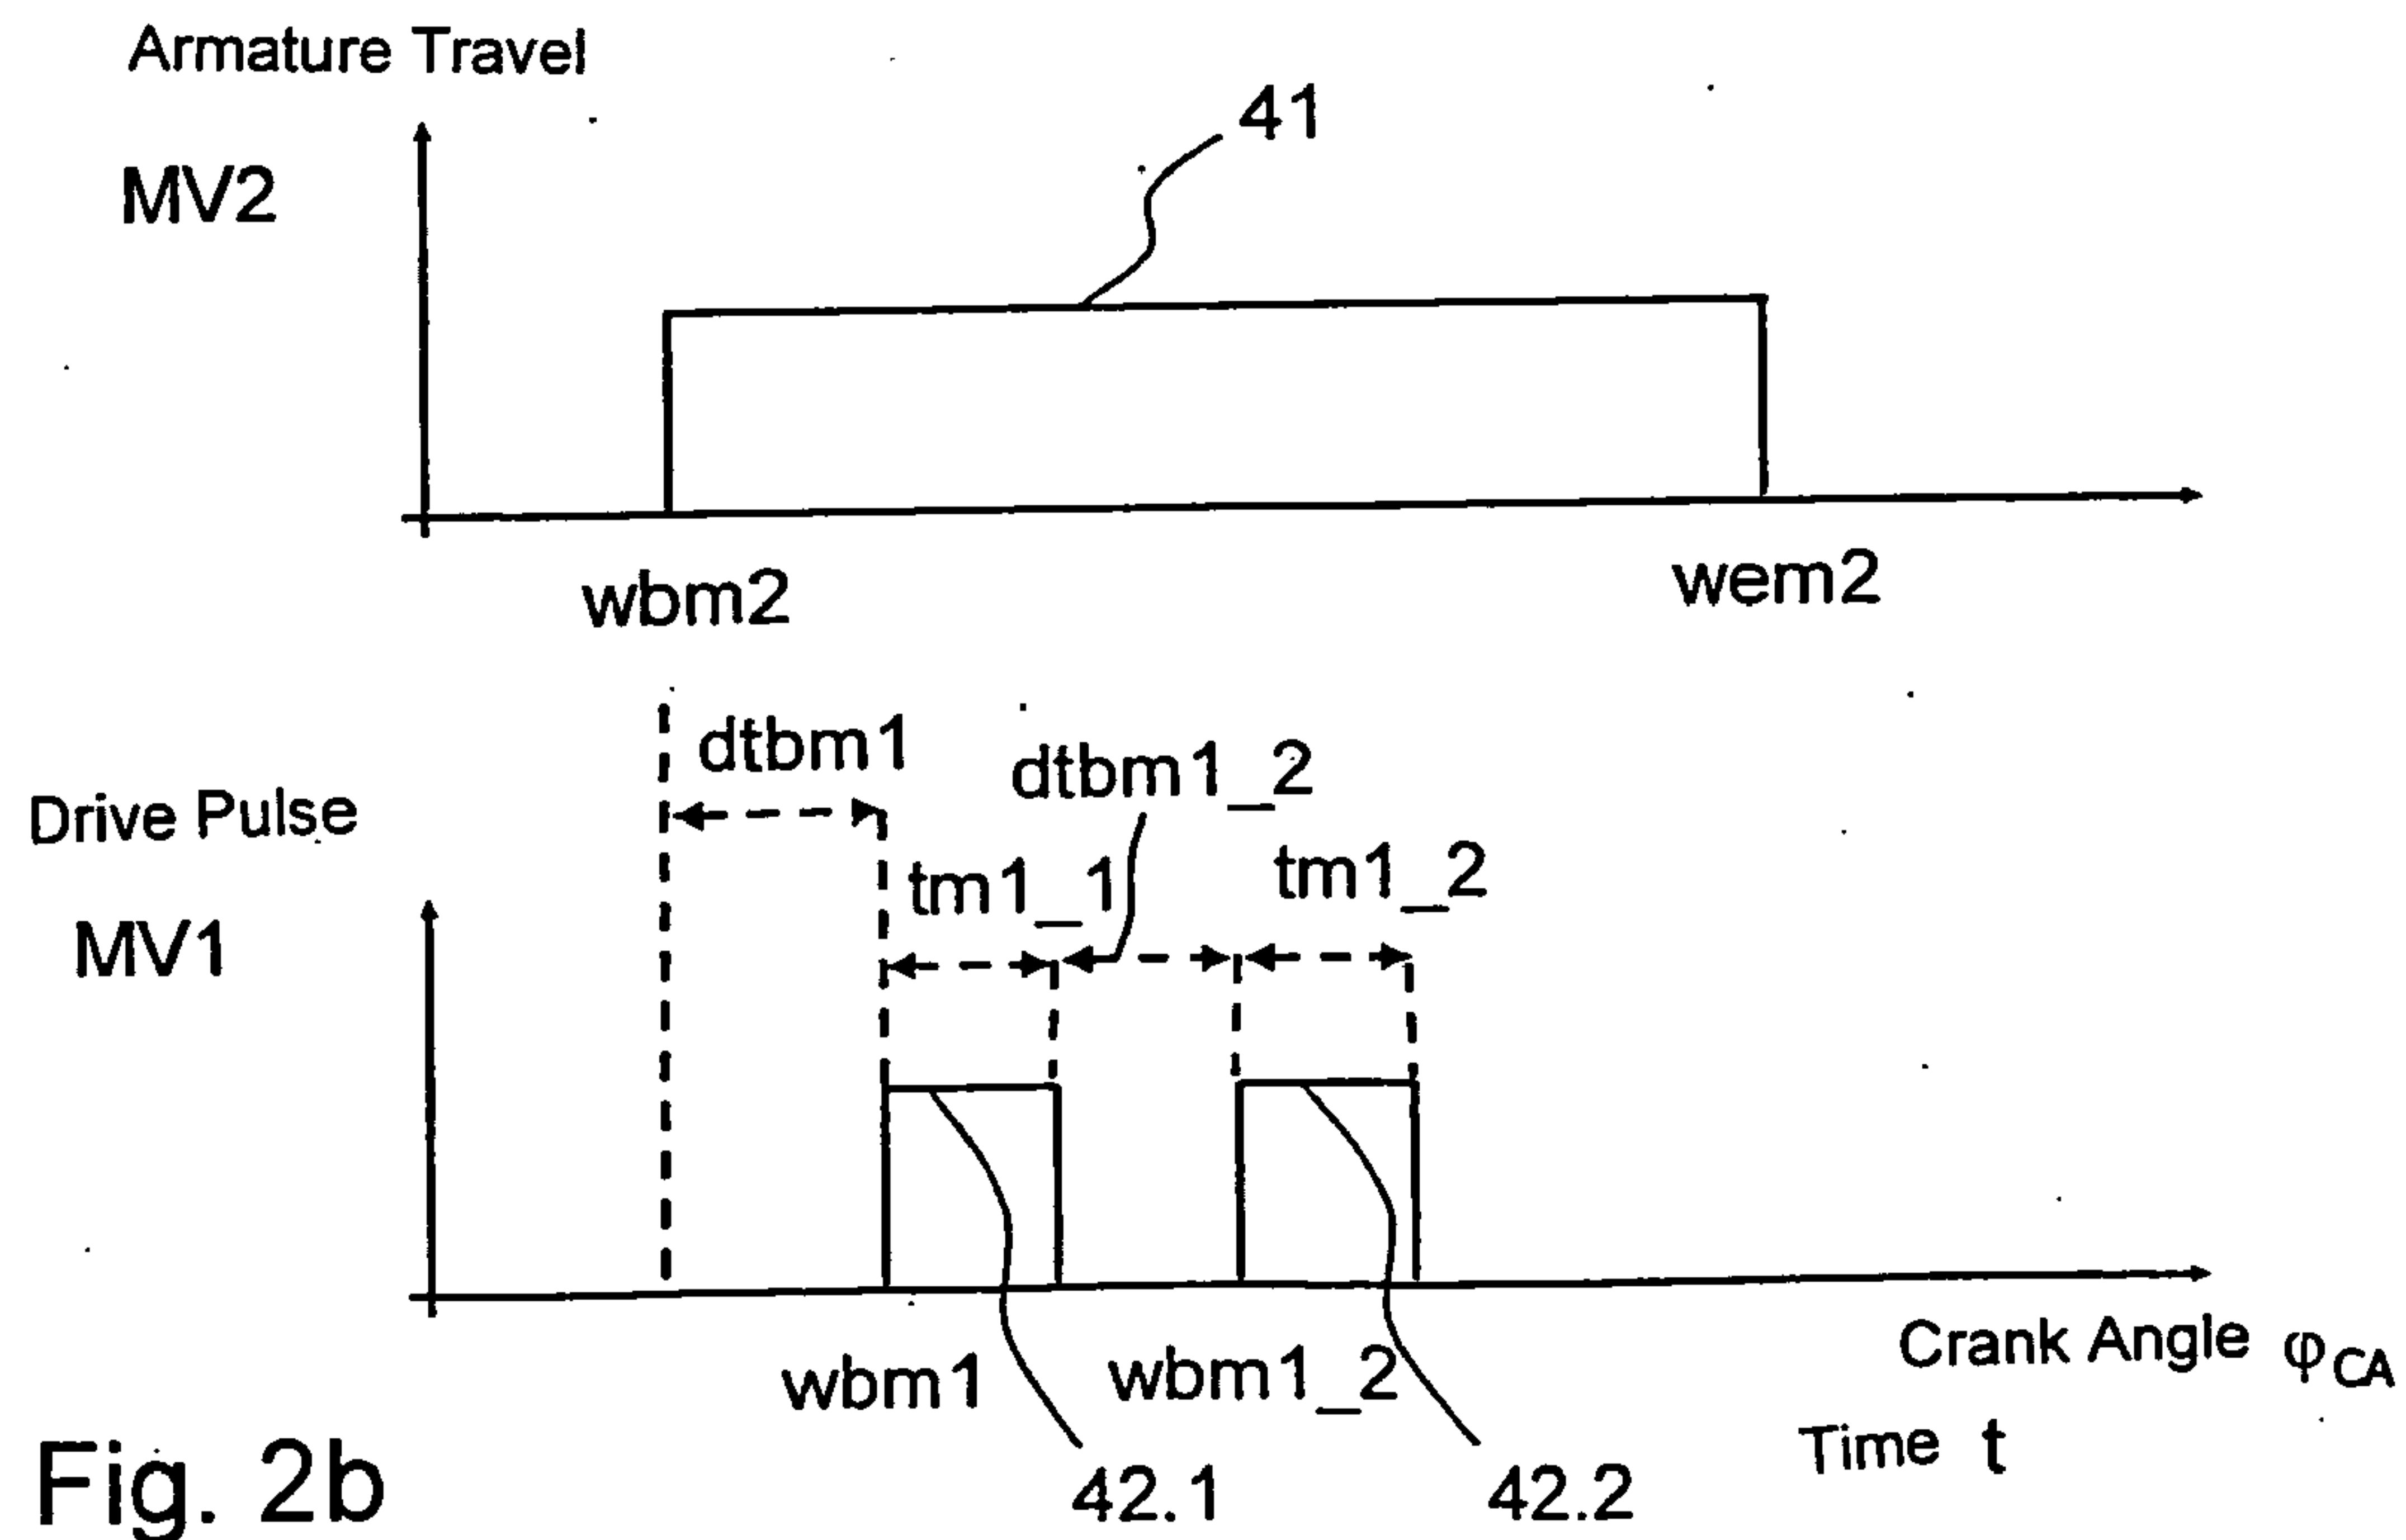 Armature Travel
MV2
41
wbm2
wem2
dtbm1
dtbm1_2
Drive Pulse
tm1_1
tm1_2
MV1
wbm1
wbm1_2
Crank Angle φCA
Time t
42.1
42.2
Fig. 2b